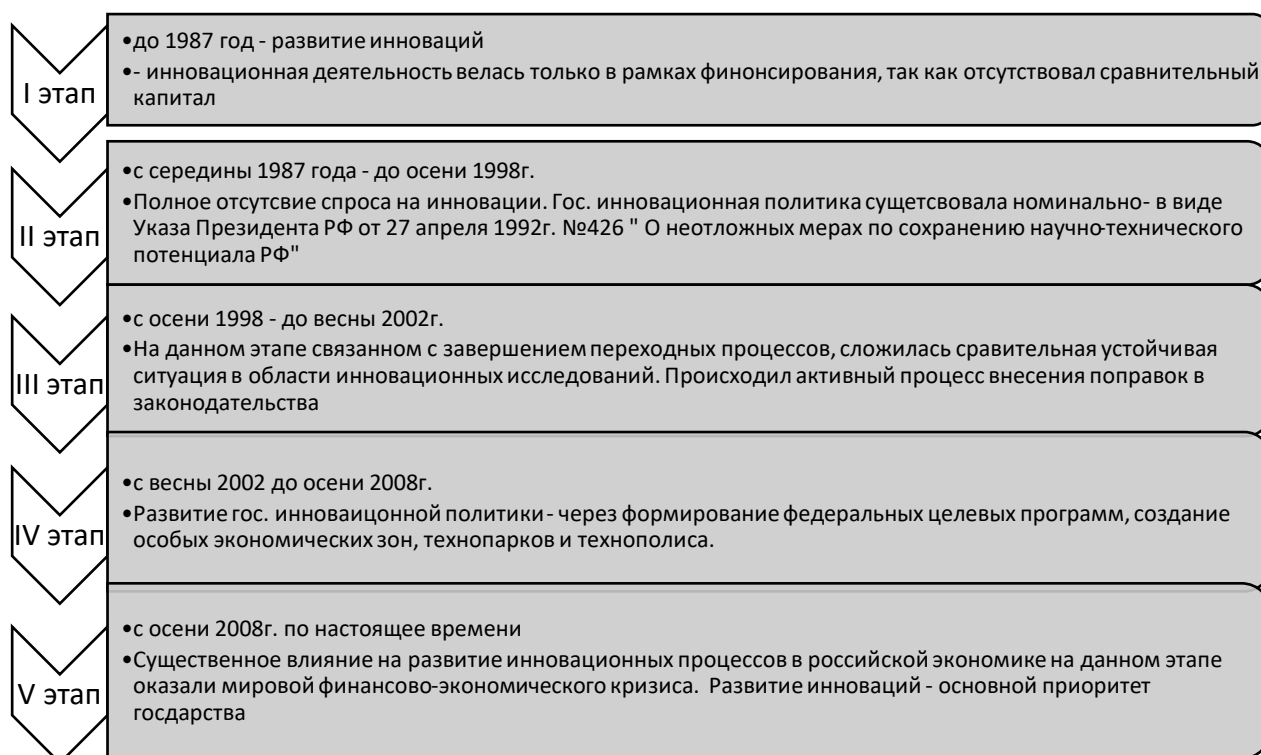 I этап
•до 1987 год - развитие инноваций
•- инновационная деятельность велась только в рамках финонсирования, так как отсутствовал сравнительный
капитал
II этап
•с середины 1987 года - до осени 1998г.
•Полное отсутсвие спроса на инновации. Гос. инновационная политика сущетсвовала номинально- в виде
Указа Президента РФ от 27 апреля 1992г. №426 " О неотложных мерах по сохранению научно-технического
потенциала РФ"
III этап
•с осени 1998 - до весны 2002г.
•На данном этапе связанном с завершением переходных процессов, сложилась сравительная устойчивая
ситуация в области инновационных исследований. Происходил активный процесс внесения поправок в
законодательства
IV этап
•с весны 2002 до осени 2008г.
•Развитие гос. инноваицонной политики - через формирование федеральных целевых программ, создание
особых экономических зон, технопарков и технополиса.
V этап
•с осени 2008г. по настоящее времени
•Существенное влияние на развитие инновационных процессов в российской экономике на данном этапе
оказали мировой финансово-экономического кризиса. Развитие инноваций - основной приоритет
госдарства